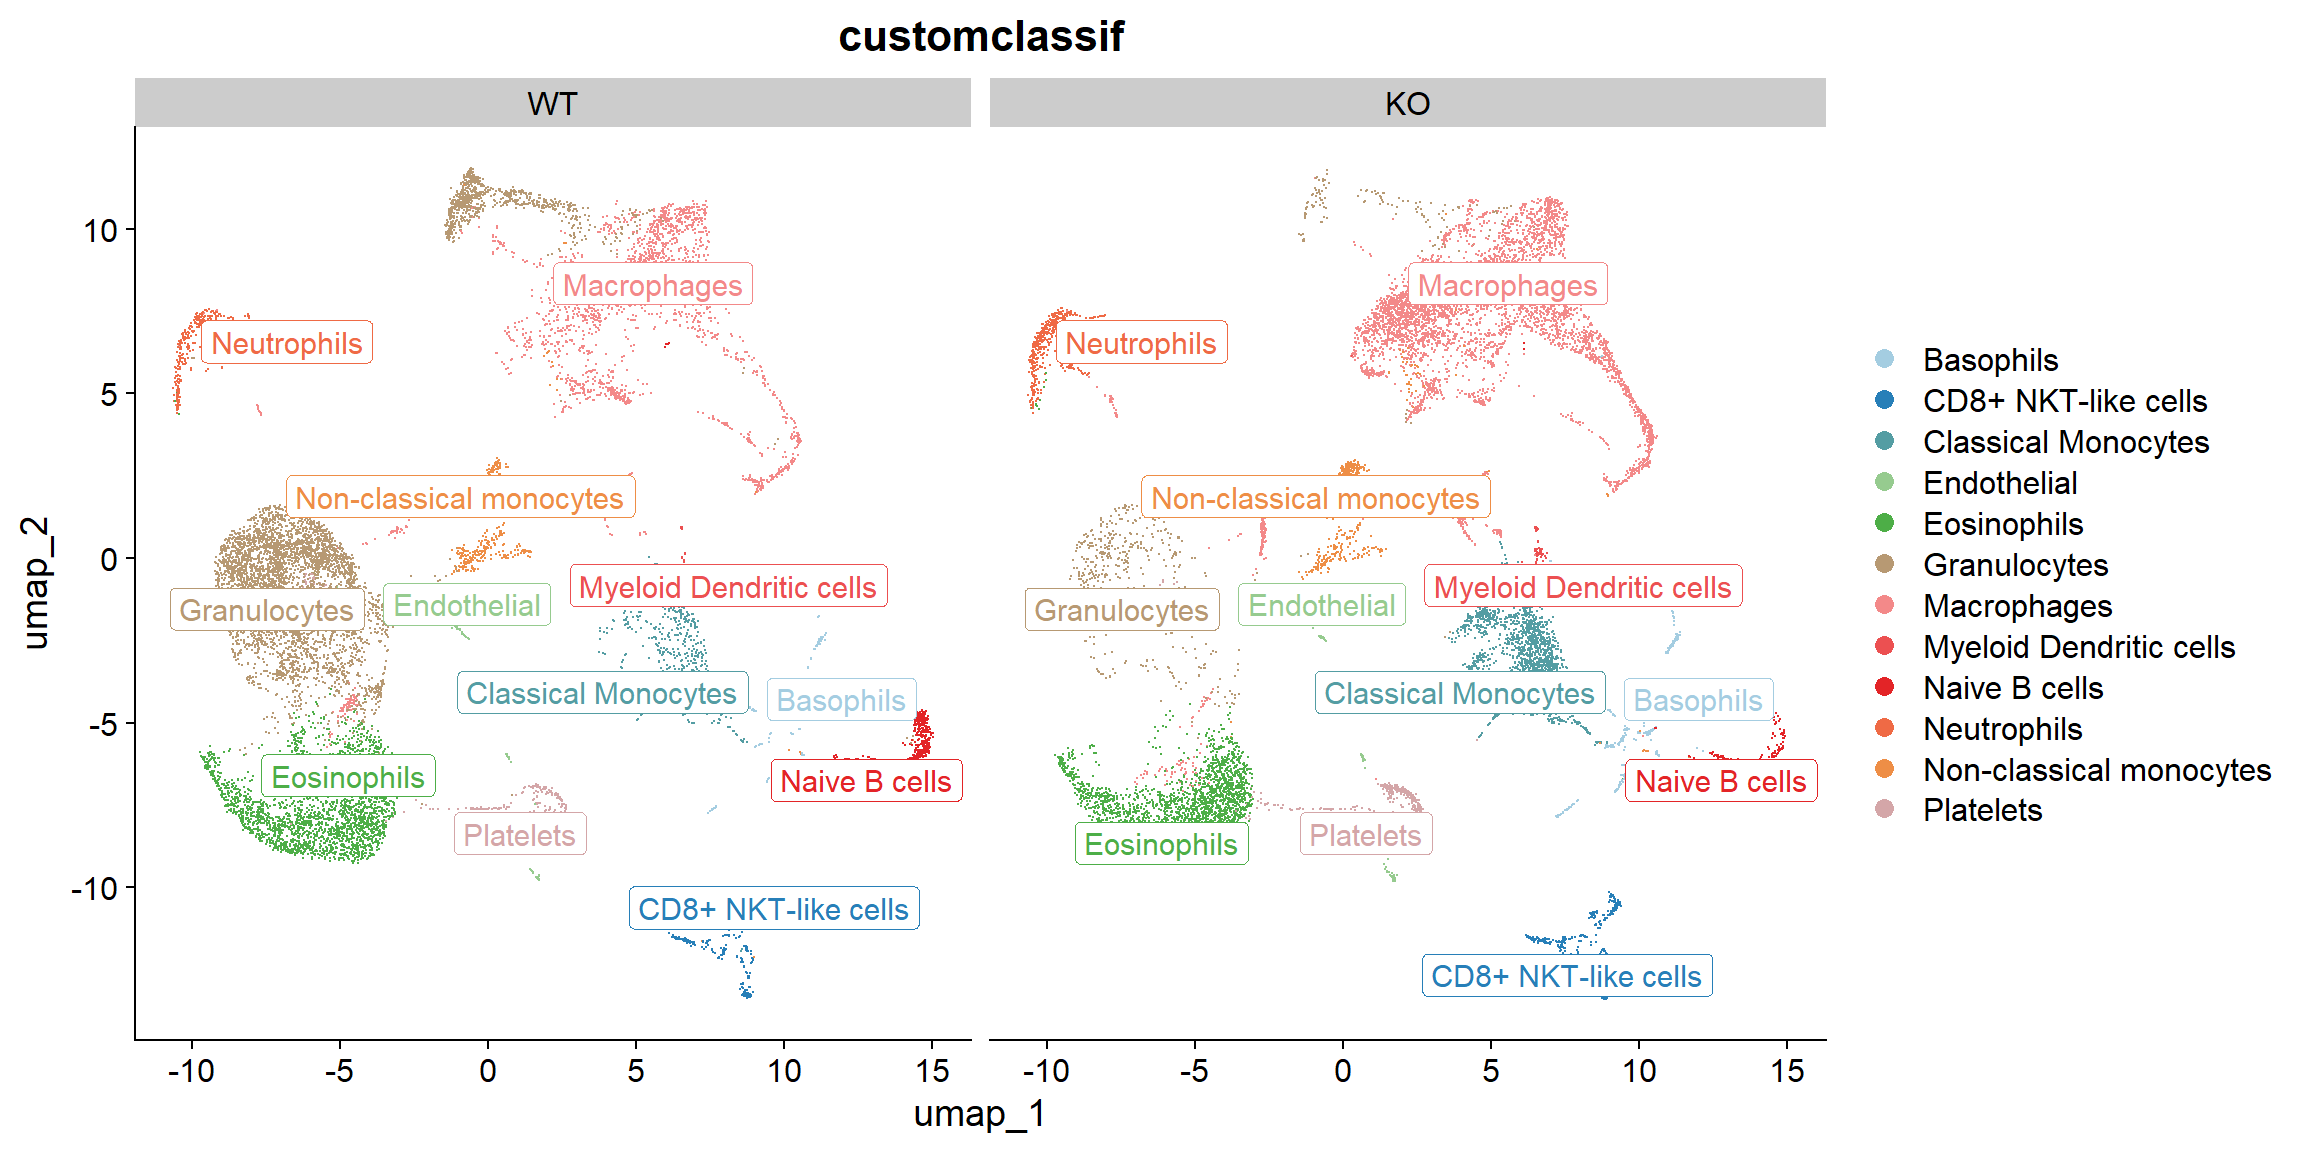 customclassif
WT
KO
umap_2
10
5
0
-5
-10
Macrophages
Neutrophils
Non-classical monocytes
Myeloid Dendritic cells
Endothelial
Granulocytes
Classical Monocytes
Basophils
Eosinophils
Naive B cells
Platelets
CD8+ NKT-like cells
Macrophages
Neutrophils
Non-classical monocytes
Myeloid Dendritic cells
Endothelial
Granulocytes
Classical Monocytes
Basophils
Naive B cells
Eosinophils
Platelets
CD8+ NKT-like cells
-10 -5 0 5 10 15
-10 -5 0 5 10 15
umap_1
Basophils
CD8+ NKT-like cells
Classical Monocytes
Endothelial
Eosinophils
Granulocytes
Macrophages
Myeloid Dendritic cells
Naive B cells
Neutrophils
Non-classical monocytes
Platelets